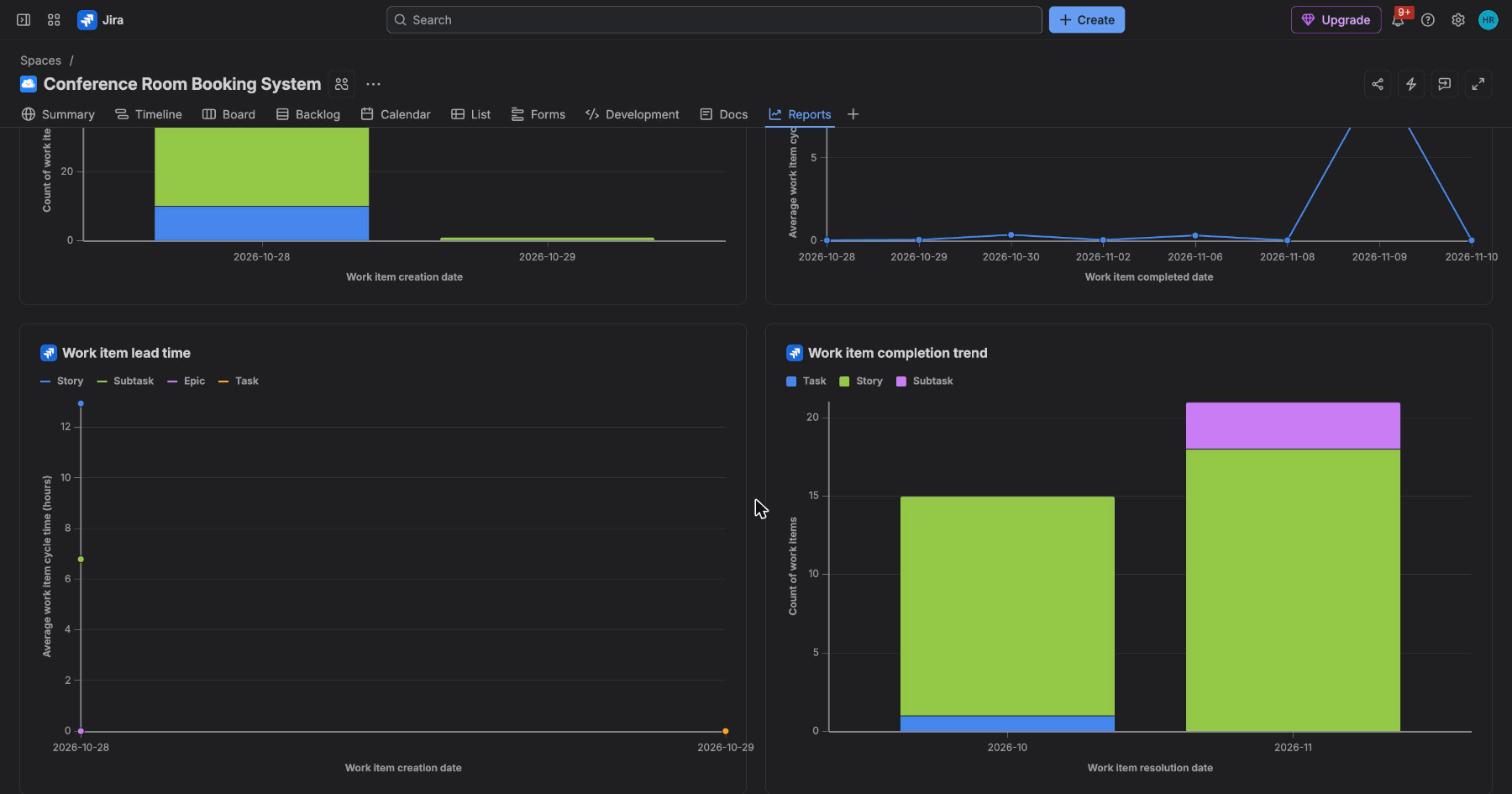 Jira
Search
Create
Upgrade
9+
HR
Spaces /
Conference Room Booking System
Summary
Timeline
Board
Backlog
Calendar
List
Forms
Development
Docs
Reports
Count of work ite
20
0
2026-10-28
2026-10-29
Work item creation date
Average work item cyc
5
0
2026-10-28
2026-10-29
2026-10-30
2026-11-02
2026-11-06
2026-11-08
2026-11-09
2026-11-10
Work item completed date
Work item lead time
Story
Subtask
Epic
Task
Average work item cycle time (hours)
12
10
8
6
4
2
0
2026-10-28
2026-10-29
Work item creation date
Work item completion trend
Task
Story
Subtask
Count of work items
20
15
10
5
0
2026-10
2026-11
Work item resolution date